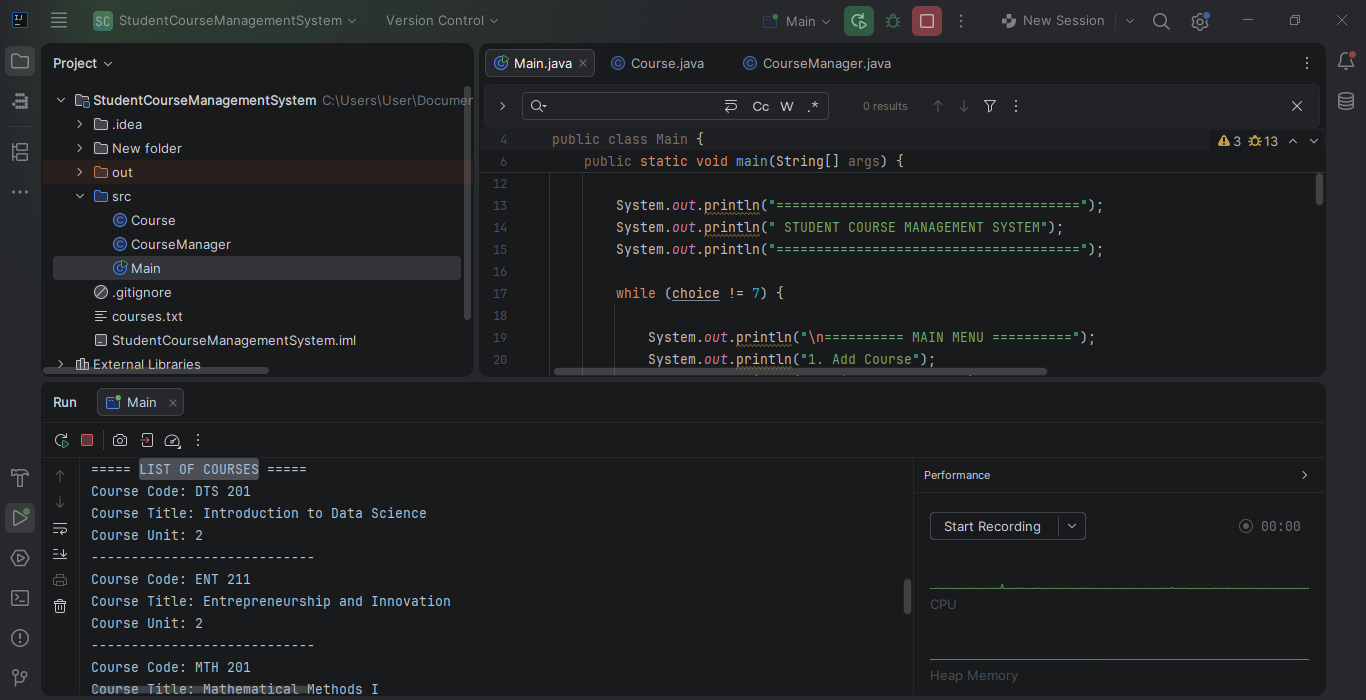 SC StudentCourseManagementSystem Version Control Main New Session
Project
StudentCourseManagementSystem C:\Users\User\Documen
.idea
New folder
out
src
Course
CourseManager
Main
.gitignore
courses.txt
StudentCourseManagementSystem.iml
External Libraries
Main.java Course.java CourseManager.java
Cc W .* 0 results
4 public class Main {
3 13
6 public static void main(String[] args) {
12
13 System.out.println("======================================");
14 System.out.println(" STUDENT COURSE MANAGEMENT SYSTEM");
15 System.out.println("======================================");
16
17 while (choice != 7) {
18
19 System.out.println("\n========== MAIN MENU ==========");
20 System.out.println("1. Add Course");
Run Main
===== LIST OF COURSES =====
Course Code: DTS 201
Course Title: Introduction to Data Science
Course Unit: 2
----------------------------
Course Code: ENT 211
Course Title: Entrepreneurship and Innovation
Course Unit: 2
----------------------------
Course Code: MTH 201
Course Title: Mathematical Methods I
Performance
Start Recording 00:00
CPU
Heap Memory